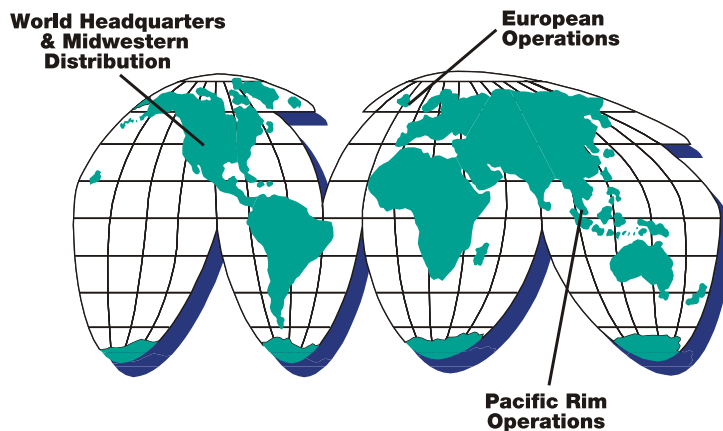 World Headquarters
& Midwestern
Distribution
European
Operations
Pacific Rim
Operations